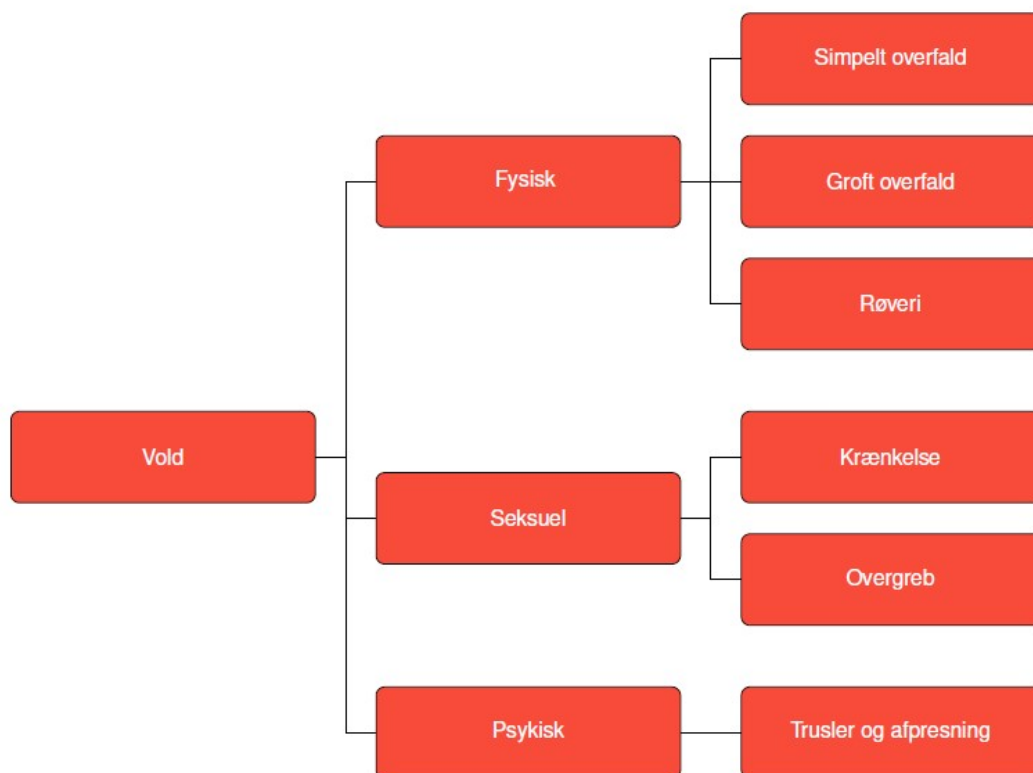 Vold
Fysisk
Simpelt overfald
Groft overfald
Røveri
Seksuel
Krænkelse
Overgreb
Psykisk
Trusler og afpresning